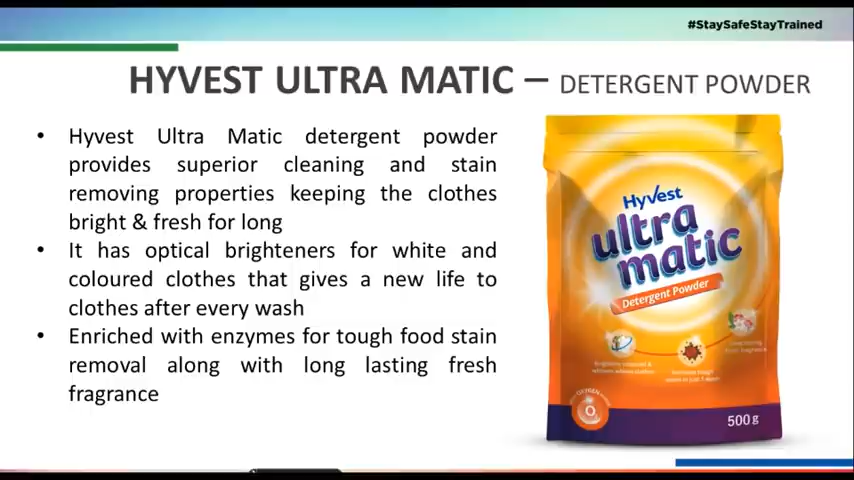 #StaySafeStayTrained
HYVEST ULTRA MATIC – DETERGENT POWDER
• Hyvest Ultra Matic detergent powder
provides superior cleaning and stain
removing properties keeping the clothes
bright & fresh for long
• It has optical brighteners for white and
coloured clothes that gives a new life to
clothes after every wash
• Enriched with enzymes for tough food stain
removal along with long lasting fresh
fragrance
HyVest
ultra
matic
Detergent Powder
OXYGEN
O
500g